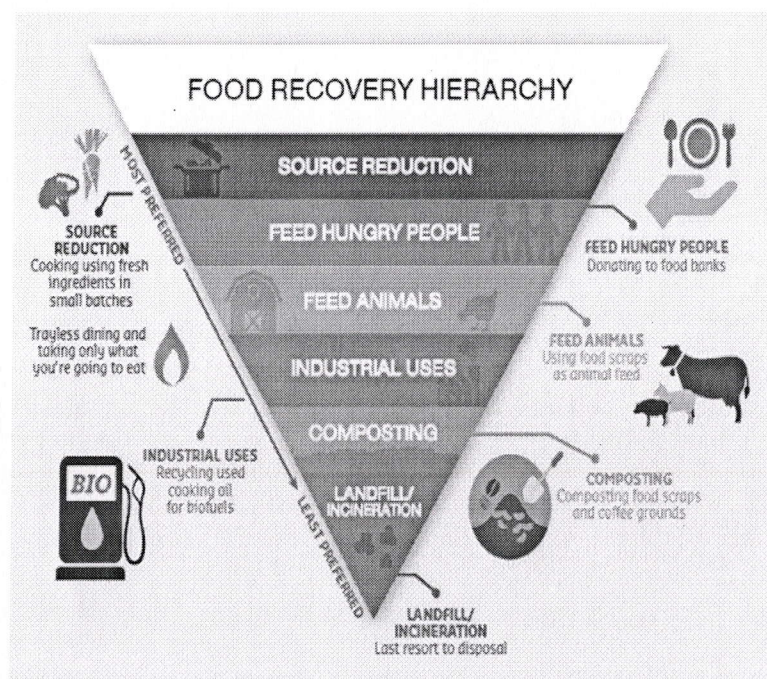 FOOD RECOVERY HIERARCHY
MOST PREFERRED
SOURCE REDUCTION
FEED HUNGRY PEOPLE
FEED ANIMALS
INDUSTRIAL USES
COMPOSTING
LANDFILL/
INCINERATION
LEAST PREFERRED
SOURCE
REDUCTION
Cooking using fresh
ingredients in
small batches
Trayless dining and
taking only what
you're going to eat
INDUSTRIAL USES
Recycling used
cooking oil
for biofuels
BIO
FEED HUNGRY PEOPLE
Donating to food banks
FEED ANIMALS
Using food scraps
as animal feed
COMPOSTING
Composting food scraps
and coffee grounds
LANDFILL/
INCINERATION
Last resort to disposal